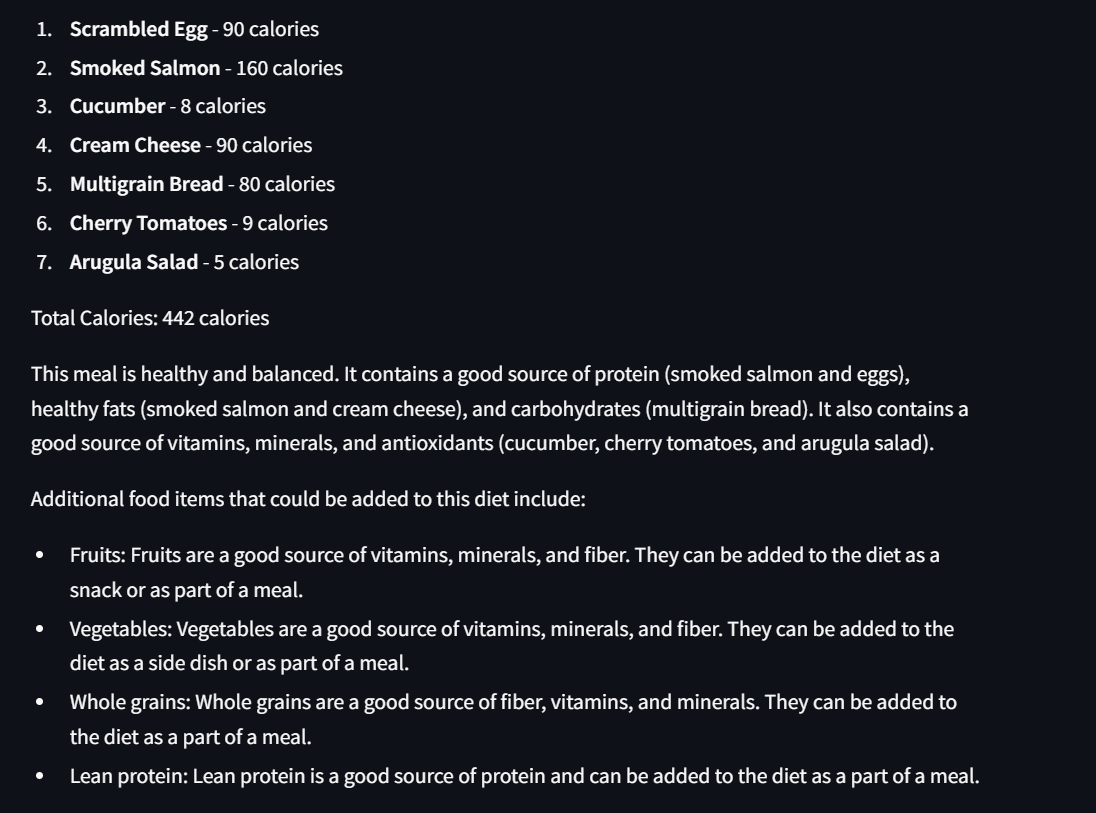 1. Scrambled Egg - 90 calories
2. Smoked Salmon - 160 calories
3. Cucumber - 8 calories
4. Cream Cheese - 90 calories
5. Multigrain Bread - 80 calories
6. Cherry Tomatoes - 9 calories
7. Arugula Salad - 5 calories
Total Calories: 442 calories
This meal is healthy and balanced. It contains a good source of protein (smoked salmon and eggs),
healthy fats (smoked salmon and cream cheese), and carbohydrates (multigrain bread). It also contains a
good source of vitamins, minerals, and antioxidants (cucumber, cherry tomatoes, and arugula salad).
Additional food items that could be added to this diet include:
• Fruits: Fruits are a good source of vitamins, minerals, and fiber. They can be added to the diet as a
snack or as part of a meal.
• Vegetables: Vegetables are a good source of vitamins, minerals, and fiber. They can be added to the
diet as a side dish or as part of a meal.
• Whole grains: Whole grains are a good source of fiber, vitamins, and minerals. They can be added to
the diet as a part of a meal.
• Lean protein: Lean protein is a good source of protein and can be added to the diet as a part of a meal.